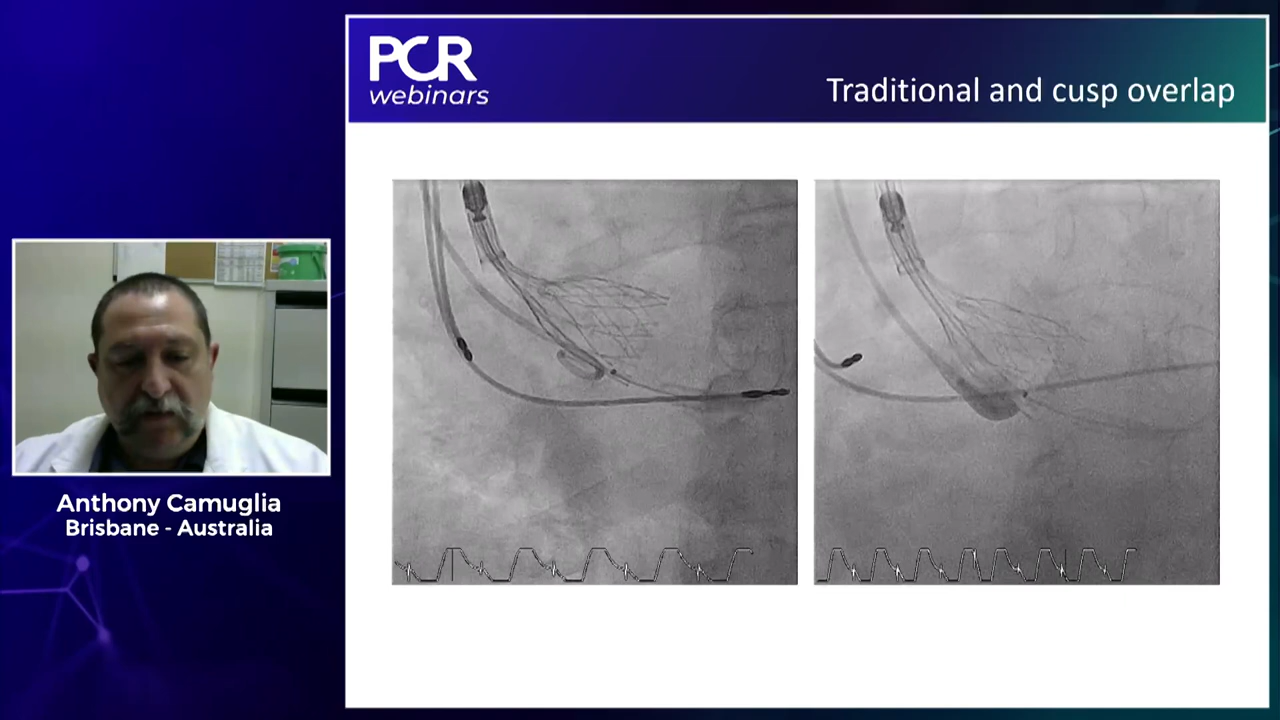 PCR
webinars
Traditional and cusp overlap
Anthony Camuglia
Brisbane - Australia